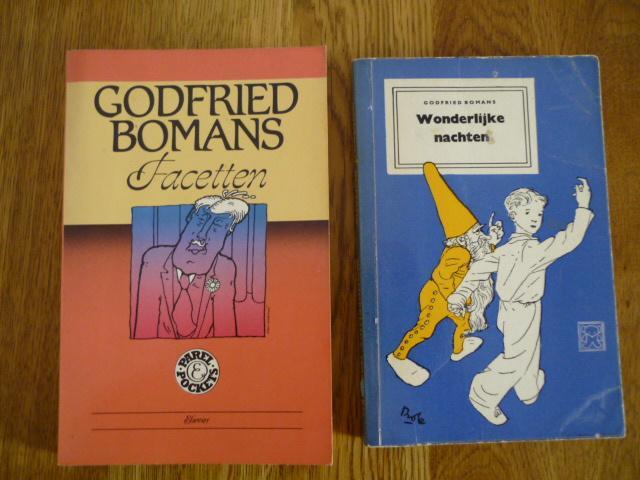 GODFRIED
BOMANS
Facetten
PAREL
&
POCKETS
Elsevier
GODFRIED BOMANS
Wonderlijke
nachten